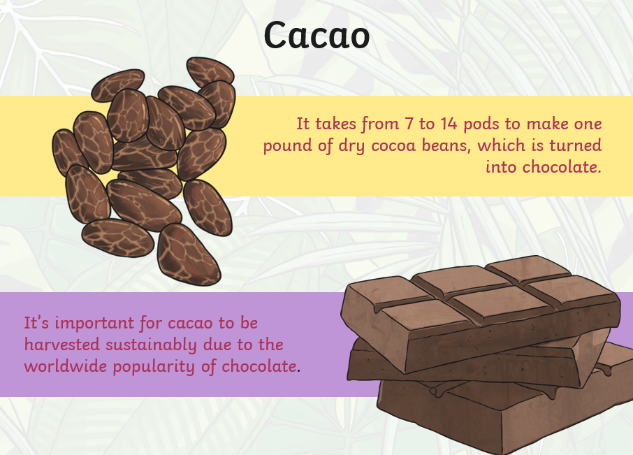 Cacao
It takes from 7 to 14 pods to make one
pound of dry cocoa beans, which is turned
into chocolate.
It's important for cacao to be
harvested sustainably due to the
worldwide popularity of chocolate.